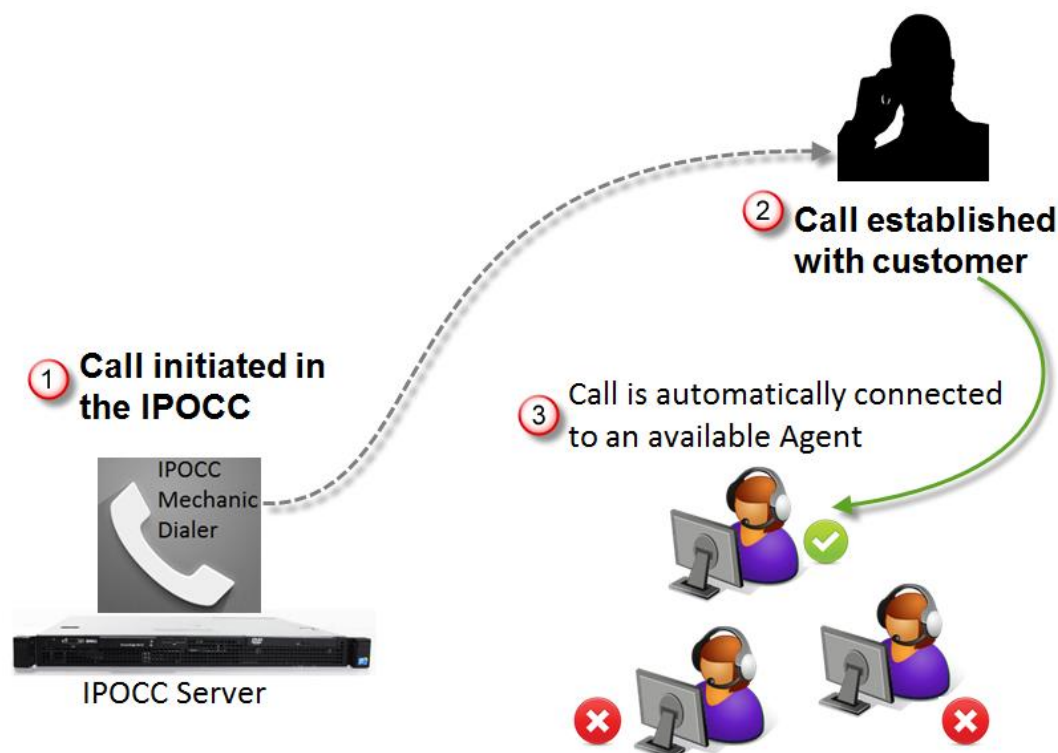 1
Call initiated in
the IPOCC
IPOCC
Mechanic
Dialer
IPOCC Server
2
Call established
with customer
3
Call is automatically connected
to an available Agent